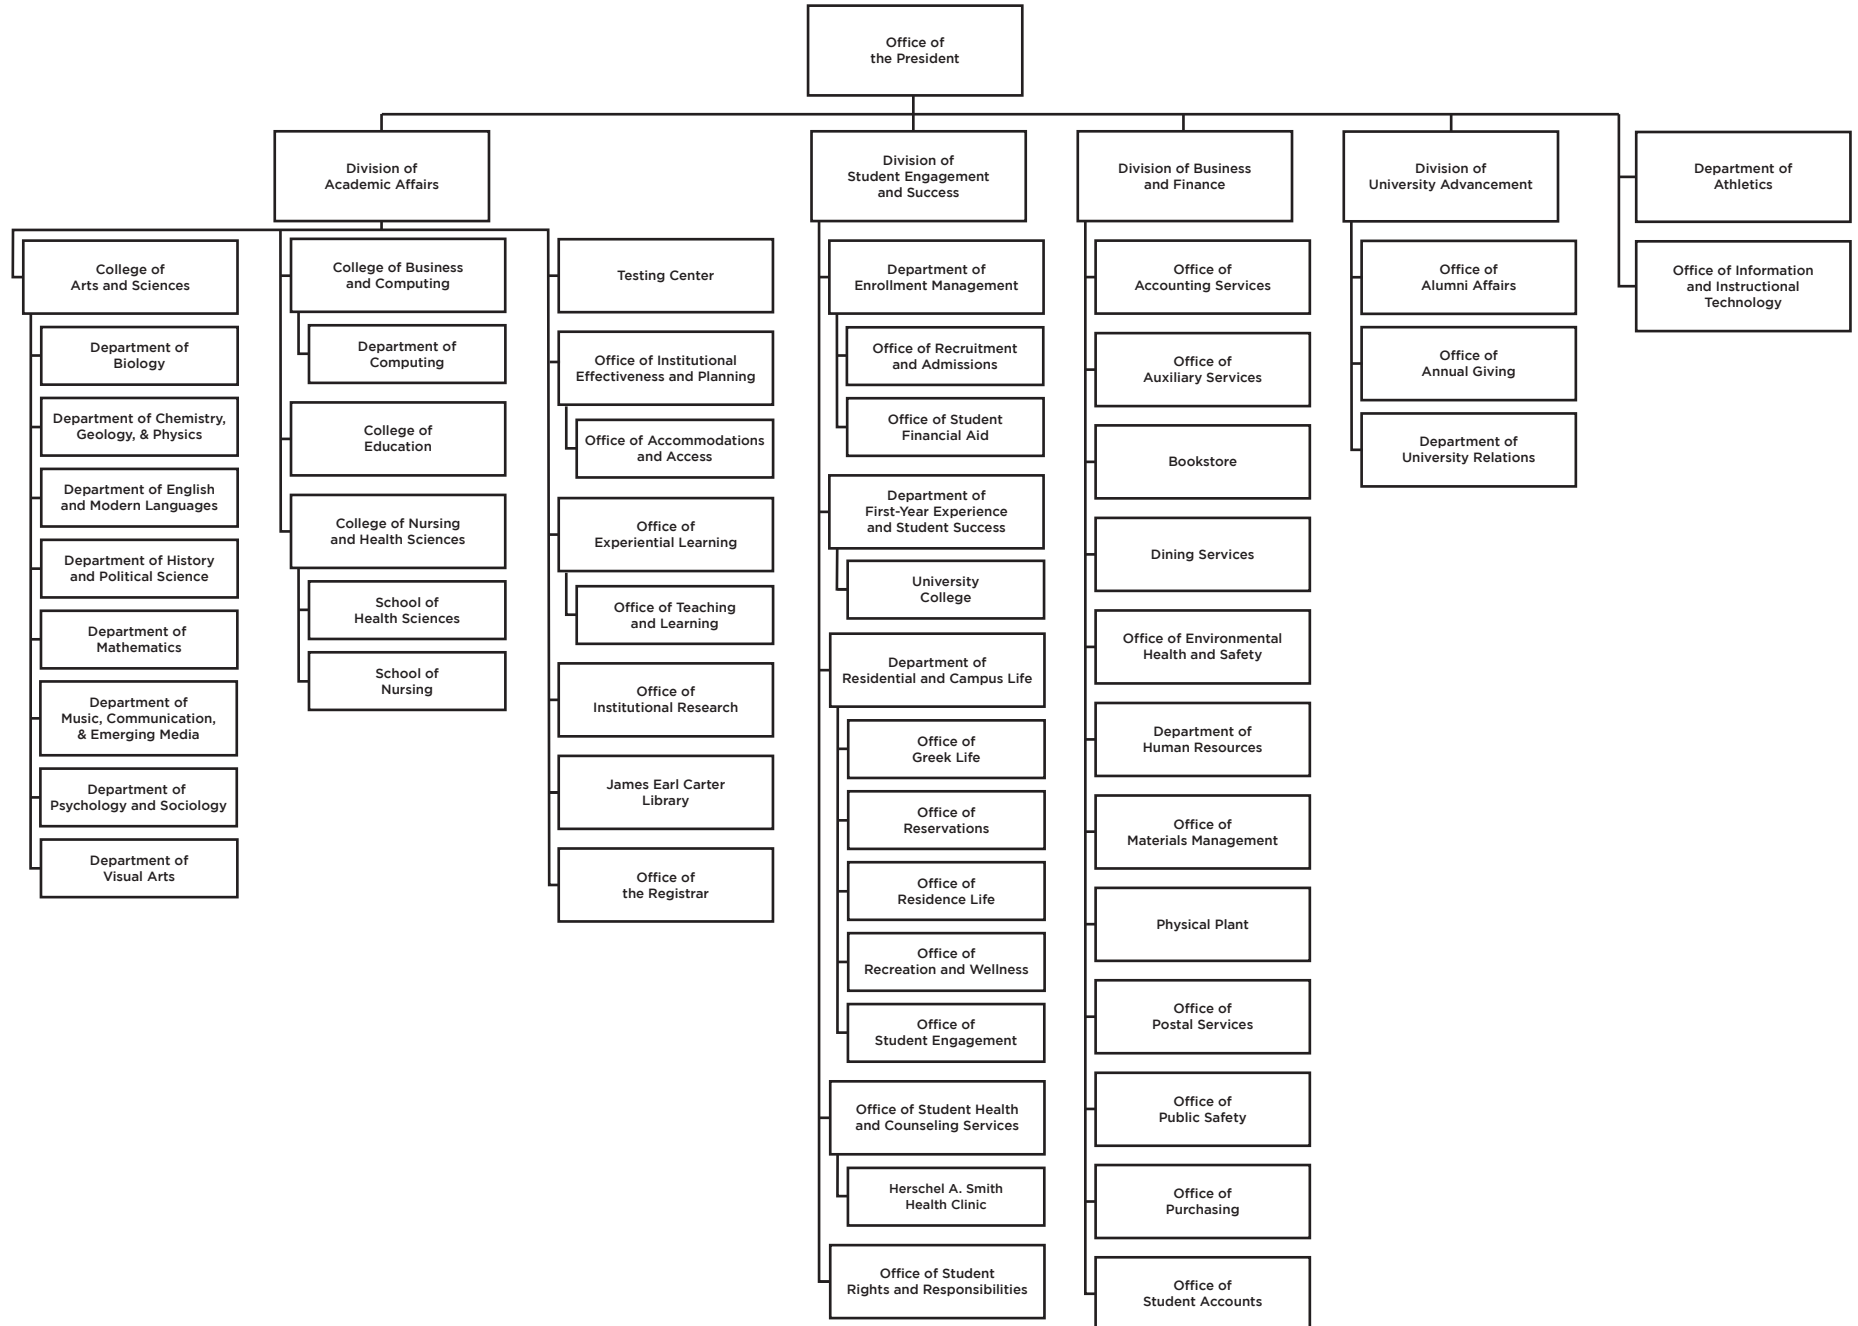 Office of
the President
Division of
Academic Affairs
Division of
Student Engagement
and Success
Division of Business
and Finance
Division of
University Advancement
Department of
Athletics
Office of Information
and Instructional
Technology
College of
Arts and Sciences
Department of
Biology
Department of Chemistry,
Geology, & Physics
Department of English
and Modern Languages
Department of History
and Political Science
Department of
Mathematics
Department of
Music, Communication,
& Emerging Media
Department of
Psychology and Sociology
Department of
Visual Arts
College of Business
and Computing
Department of
Computing
College of
Education
College of Nursing
and Health Sciences
School of
Health Sciences
School of
Nursing
Testing Center
Office of Institutional
Effectiveness and Planning
Office of Accommodations
and Access
Office of
Experiential Learning
Office of Teaching
and Learning
Office of
Institutional Research
James Earl Carter
Library
Office of
the Registrar
Department of
Enrollment Management
Office of Recruitment
and Admissions
Office of Student
Financial Aid
Department of
First-Year Experience
and Student Success
University
College
Department of
Residential and Campus Life
Office of
Greek Life
Office of
Reservations
Office of
Residence Life
Office of
Recreation and Wellness
Office of
Student Engagement
Office of Student Health
and Counseling Services
Herschel A. Smith
Health Clinic
Office of Student
Rights and Responsibilities
Office of
Accounting Services
Office of
Auxiliary Services
Bookstore
Dining Services
Office of Environmental
Health and Safety
Department of
Human Resources
Office of
Materials Management
Physical Plant
Office of
Postal Services
Office of
Public Safety
Office of
Purchasing
Office of
Student Accounts
Office of
Alumni Affairs
Office of
Annual Giving
Department of
University Relations